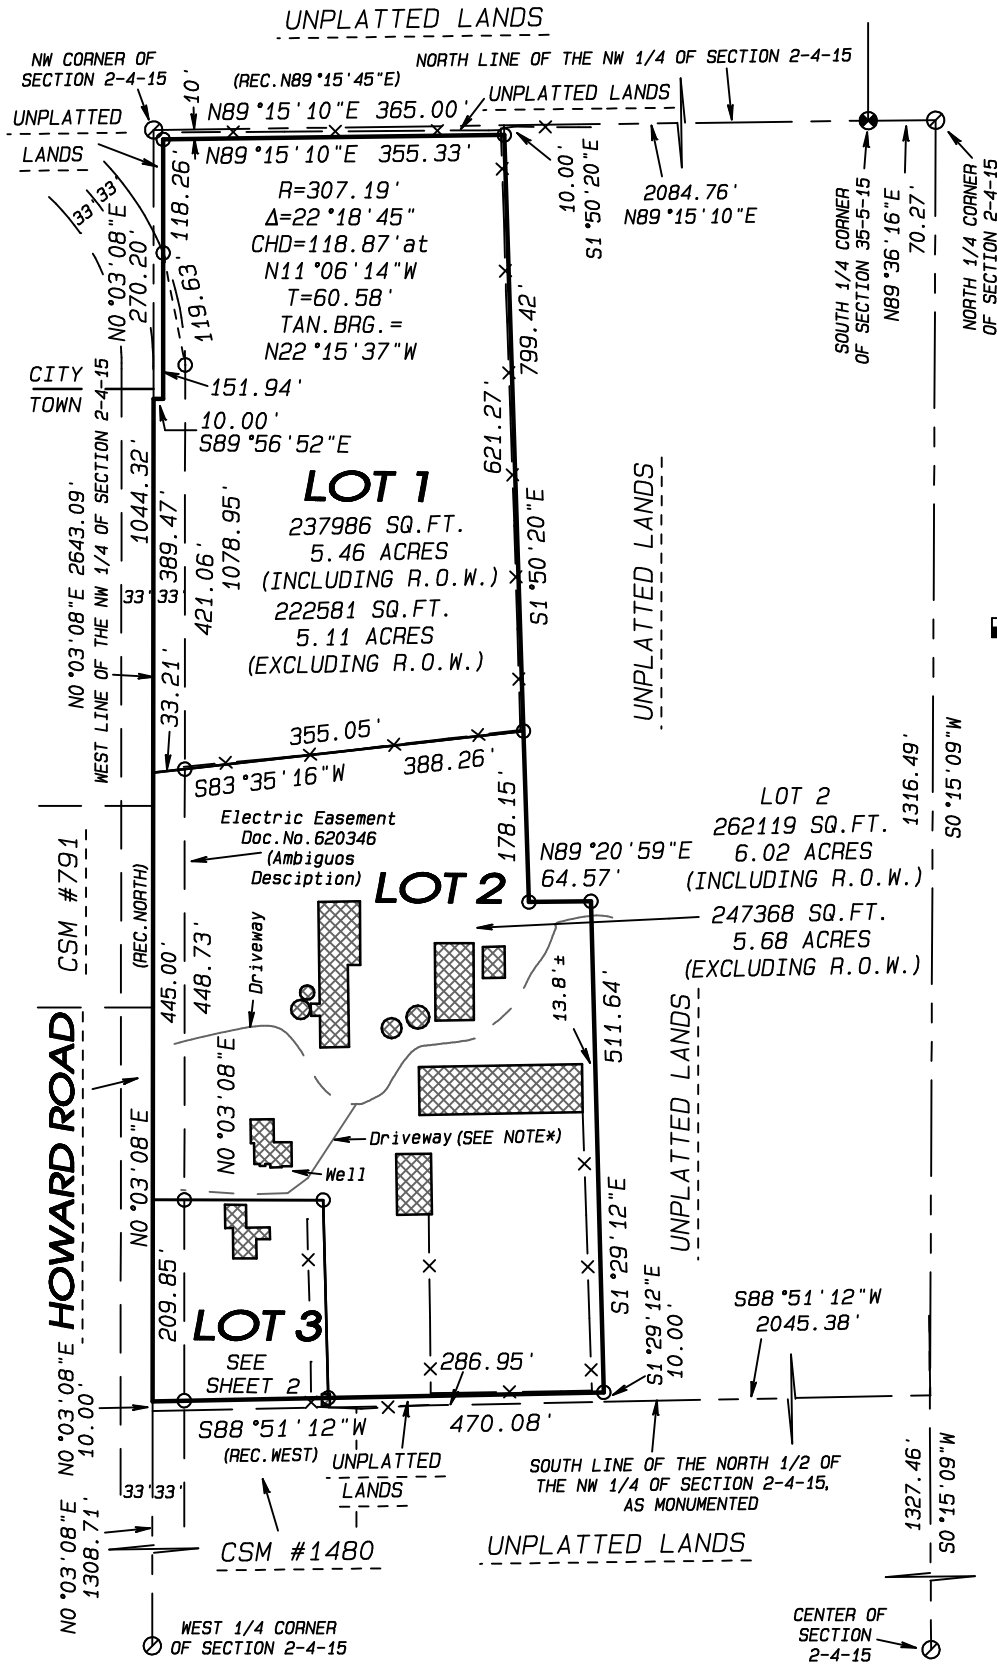 UNPLATTED LANDS
NW CORNER OF
SECTION 2-4-15
NORTH LINE OF THE NW 1/4 OF SECTION 2-4-15
(REC.N89°15'45"E)
10'
N89°15'10"E 365.00'
UNPLATTED LANDS
UNPLATTED
LANDS
N89°15'10"E 355.33'
118.26'
33'
33'
N0°03'08"E
270.20'
119.63'
R=307.19'
Δ=22°18'45"
CHD=118.87'at
N11°06'14"W
T=60.58'
TAN.BRG.=
N22°15'37"W
10.00'
S1°50'20"E
2084.76'
N89°15'10"E
SOUTH 1/4 CORNER
OF SECTION 35-5-15
N89°36'16"E
70.27'
NORTH 1/4 CORNER
OF SECTION 2-4-15
799.42'
621.27'
S1°50'20"E
CITY
TOWN
151.94'
10.00'
S89°56'52"E
N0°03'08"E 2643.09'
WEST LINE OF THE NW 1/4 OF SECTION 2-4-15
1044.32'
389.47'
421.06'
1078.95'
33'
33'
33.21'
LOT 1
237986 SQ.FT.
5.46 ACRES
(INCLUDING R.O.W.)
222581 SQ.FT.
5.11 ACRES
(EXCLUDING R.O.W.)
UNPLATTED LANDS
355.05'
S83°35'16"W
388.26'
178.15'
1316.49'
S0°15'09"W
Electric Easement
Doc.No.620346
(Ambiguos
Desciption)
CSM #791
(REC.NORTH)
LOT 2
N89°20'59"E
64.57'
LOT 2
262119 SQ.FT.
6.02 ACRES
(INCLUDING R.O.W.)
247368 SQ.FT.
5.68 ACRES
(EXCLUDING R.O.W.)
445.00'
448.73'
Driveway
13.8'±
511.64'
UNPLATTED LANDS
HOWARD ROAD
N0°03'08"E
N0°03'08"E
Driveway (SEE NOTE*)
Well
S1°29'12"E
209.85'
LOT 3
SEE
SHEET 2
S1°29'12"E
10.00'
S88°51'12"W
2045.38'
286.95'
N0°03'08"E
10.00'
S88°51'12"W
(REC.WEST)
470.08'
UNPLATTED
LANDS
SOUTH LINE OF THE NORTH 1/2 OF
THE NW 1/4 OF SECTION 2-4-15,
AS MONUMENTED
33'
33'
N0°03'08"E
1308.71'
CSM #1480
UNPLATTED LANDS
1327.46'
S0°15'09"W
WEST 1/4 CORNER
OF SECTION 2-4-15
CENTER OF
SECTION
2-4-15